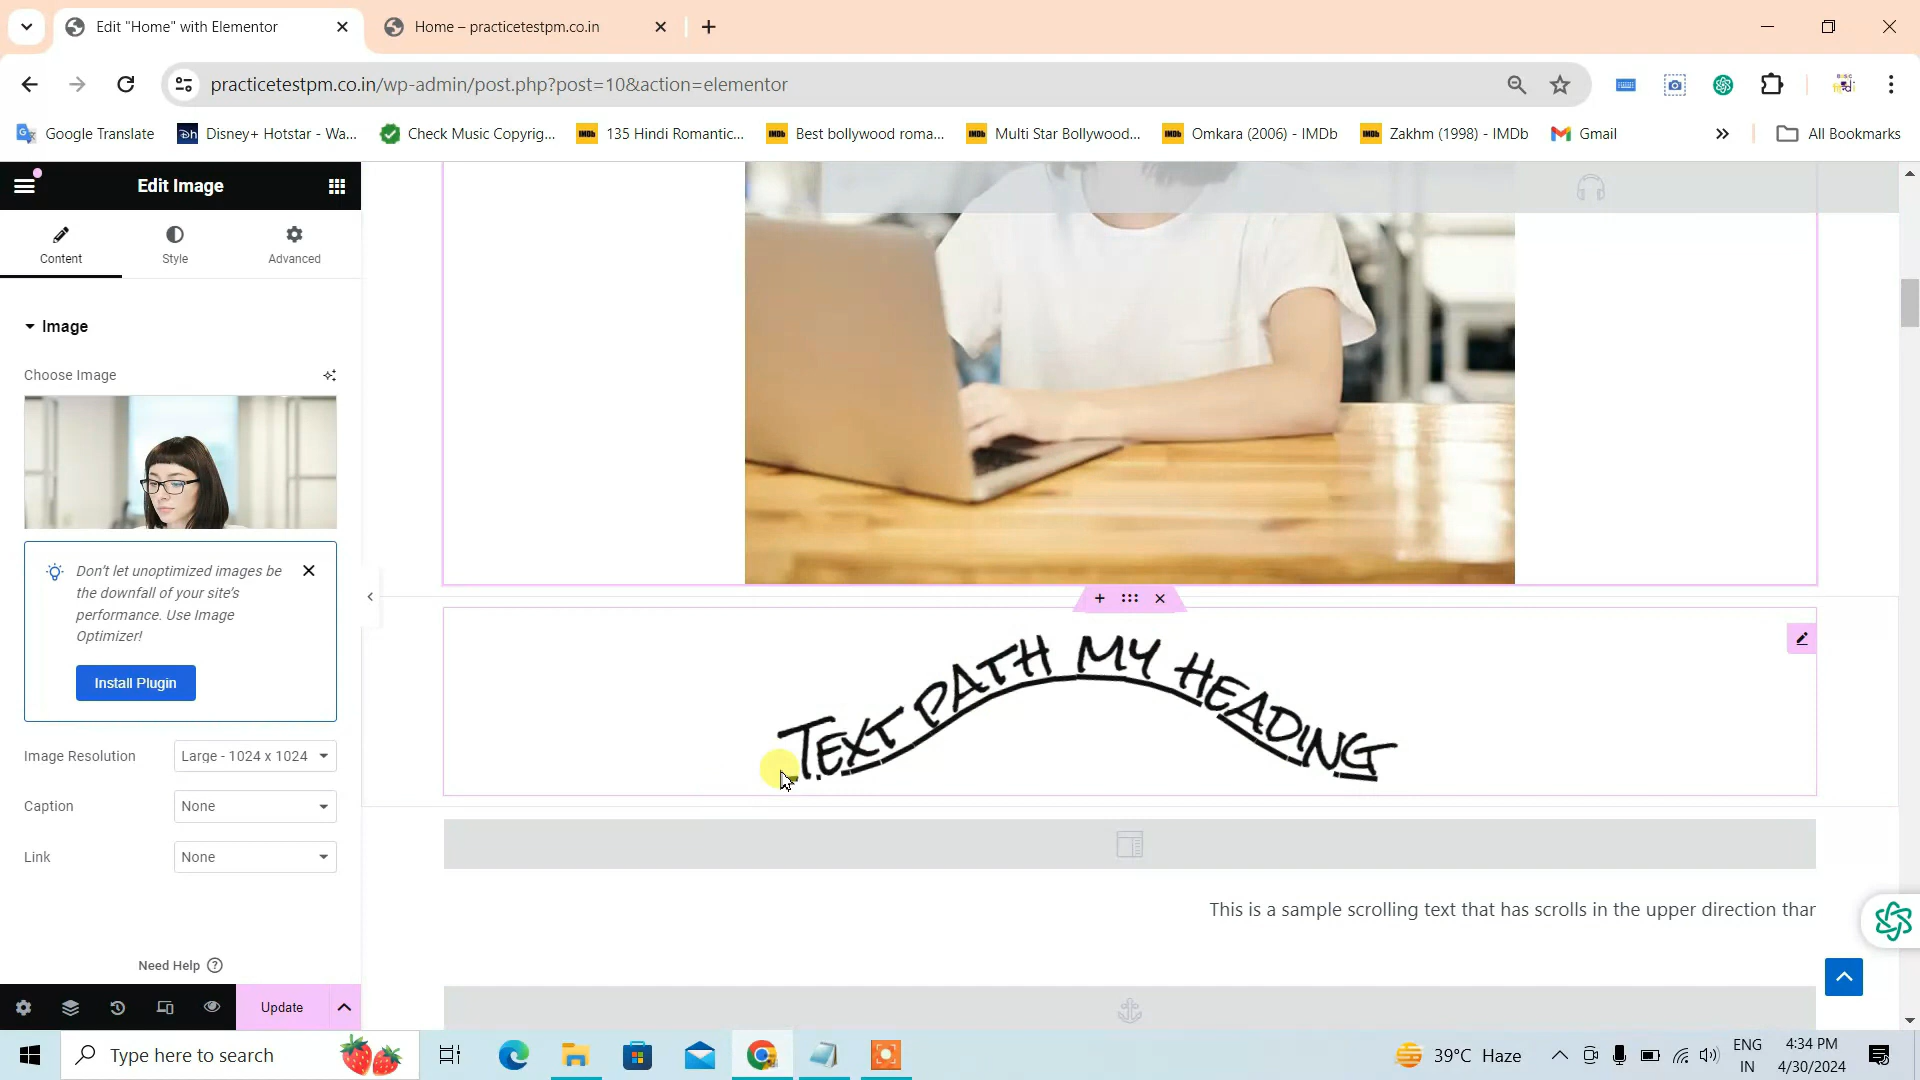 Edit "Home" with Elementor
Home – practicetestpm.co.in
practicetestpm.co.in/wp-admin/post.php?post=10&action=elementor
Google Translate
Disney+ Hotstar - Wa...
Check Music Copyrig...
135 Hindi Romantic...
Best bollywood roma...
Multi Star Bollywood...
Omkara (2006) - IMDb
Zakhm (1998) - IMDb
Gmail
All Bookmarks
Edit Image
Content
Style
Advanced
Image
Choose Image
Don't let unoptimized images be
the downfall of your site's
performance. Use Image
Optimizer!
Install Plugin
Image Resolution
Large - 1024 x 1024
Caption
None
Link
None
Need Help
Update
TEXT PATH MY HEADING
This is a sample scrolling text that has scrolls in the upper direction thar
Type here to search
39°C Haze
ENG
IN
4:34 PM
4/30/2024